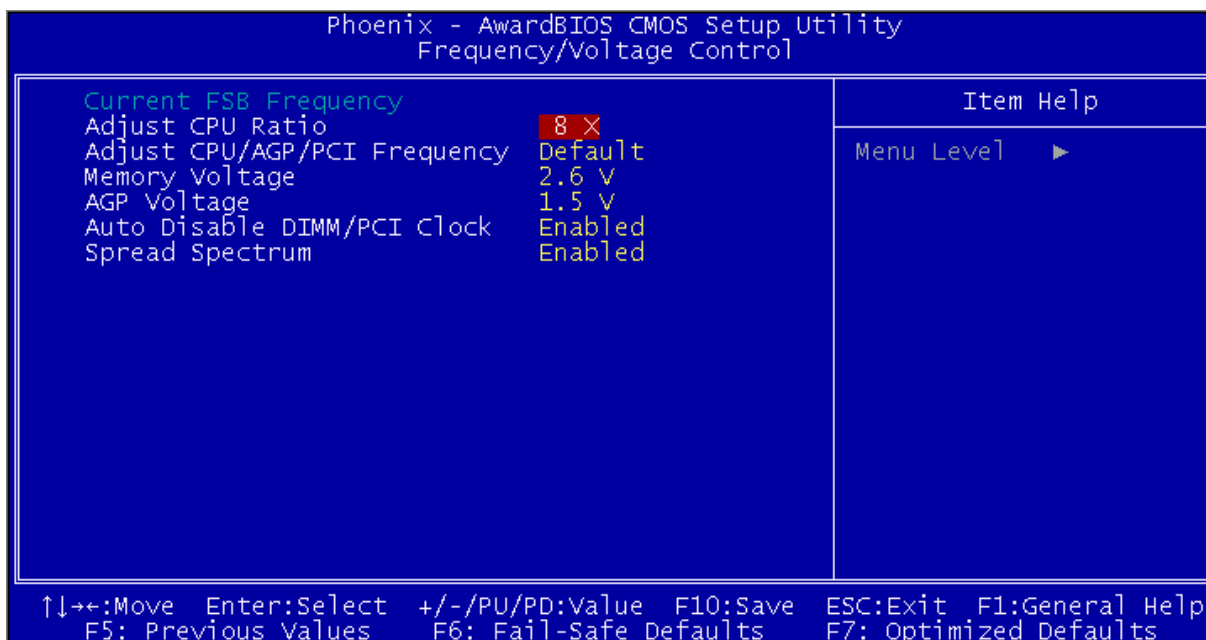 Phoenix - AwardBIOS CMOS Setup Utility
Frequency/Voltage Control
Current FSB Frequency
Adjust CPU Ratio 8 X
Adjust CPU/AGP/PCI Frequency Default
Memory Voltage 2.6 V
AGP Voltage 1.5 V
Auto Disable DIMM/PCI Clock Enabled
Spread Spectrum Enabled
Item Help
Menu Level ►
↑↓→←:Move Enter:Select +/-/PU/PD:Value F10:Save ESC:Exit F1:General Help
F5: Previous Values F6: Fail-Safe Defaults F7: Optimized Defaults